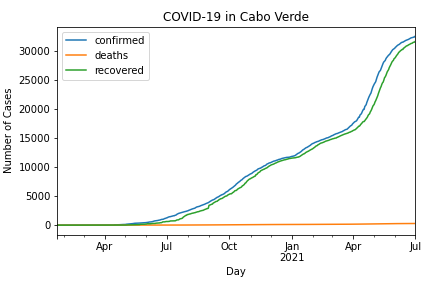 COVID-19 in Cabo Verde
confirmed
deaths
recovered
Number of Cases
30000
25000
20000
15000
10000
5000
0
Apr Jul Oct Jan Apr Jul
2021
Day